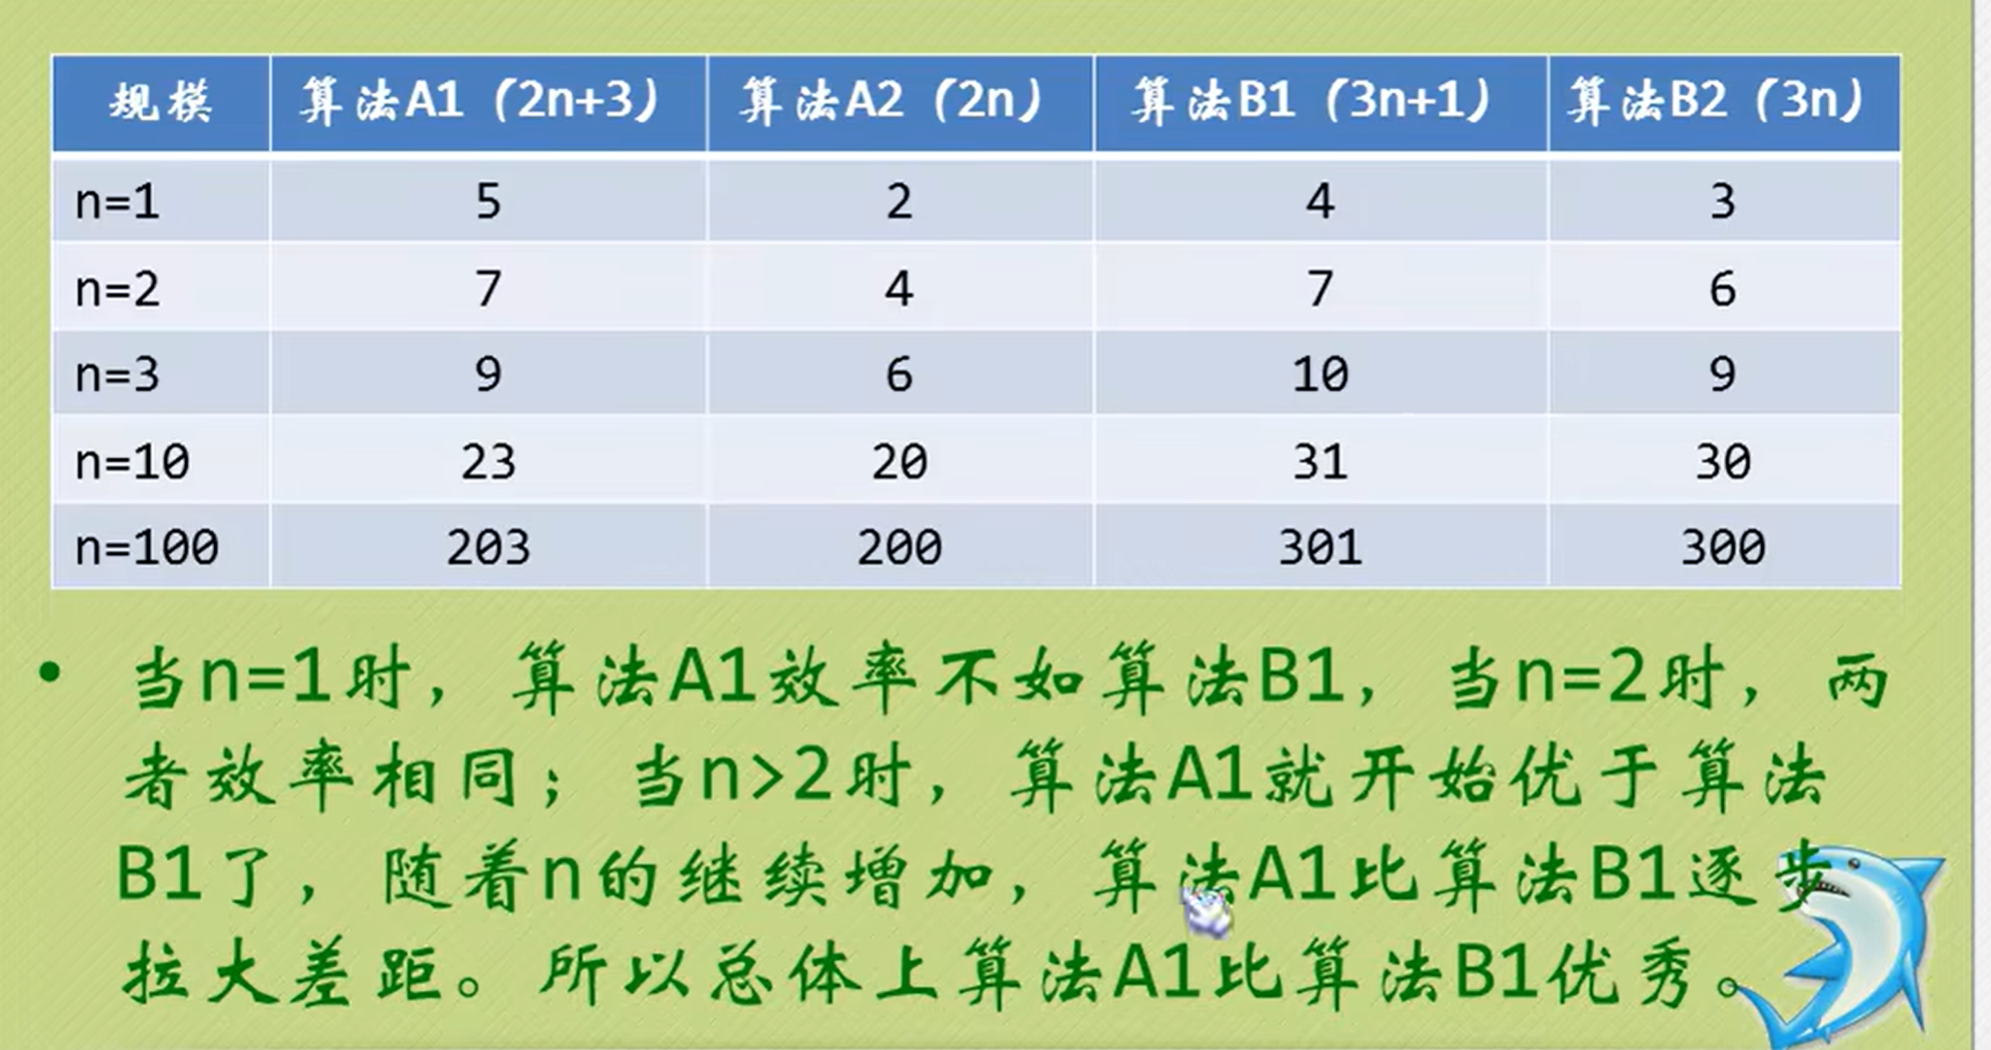 规模 算法A1（2n+3） 算法A2（2n） 算法B1（3n+1） 算法B2（3n）
n=1 5 2 4 3
n=2 7 4 7 6
n=3 9 6 10 9
n=10 23 20 31 30
n=100 203 200 301 300
• 当n=1时，算法A1效率不如算法B1，当n=2时，两
者效率相同；当n>2时，算法A1就开始优于算法
B1了，随着n的继续增加，算法A1比算法B1逐步
拉大差距。所以总体上算法A1比算法B1优秀。